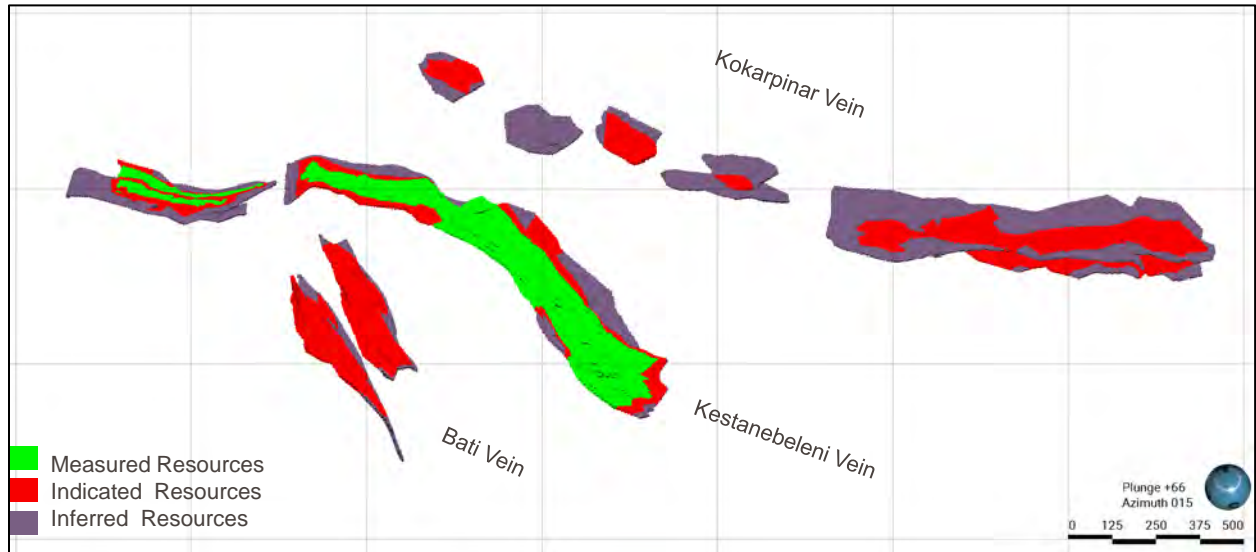 Kokarpinar Vein
Kestanebeleni Vein
Bati Vein
Measured Resources
Indicated Resources
Inferred Resources
Plunge +66
Azimuth 015
0 125 250 375 500